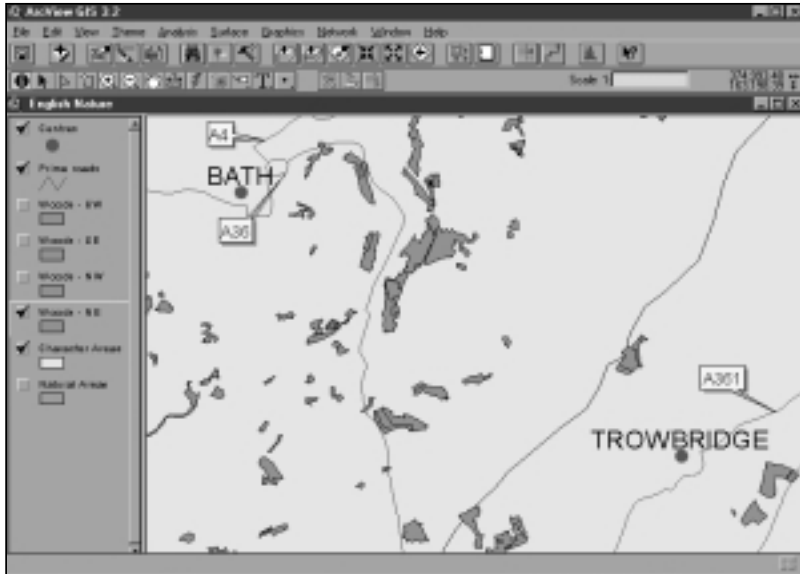 ArcView GIS 3.2
File Edit View Theme Analysis Surface Graphics Network Window Help
Scale 1:
English Nature
Centres
Prime roads
Woods - SW
Woods - SE
Woods - NW
Woods - NE
Character Areas
Natural Areas
A4
BATH
A36
A361
TROWBRIDGE